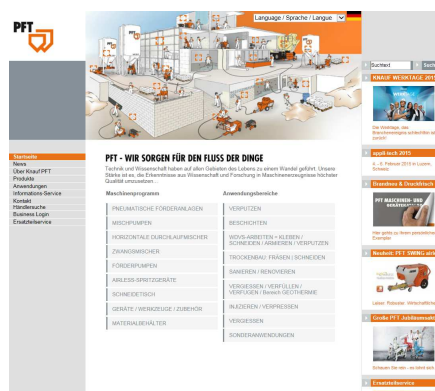 PFT
Language / Sprache / Langue
Startseite
News
Über Knauf PFT
Produkte
Anwendungen
Informations-Service
Kontakt
Händlersuche
Business Login
Ersatzteilservice
PFT - WIR SORGEN FÜR DEN FLUSS DER DINGE
Technik und Wissenschaft haben auf allen Gebieten des Lebens zu einem Wandel geführt. Unsere
Stärke ist es, die Erkenntnisse aus Wissenschaft und Forschung in Maschinenerzeugnisse höchster
Qualität umzusetzen...
Maschinenprogramm
PNEUMATISCHE FÖRDERANLAGEN
MISCHPUMPEN
HORIZONTALE DURCHLAUFMISCHER
ZWANGSMISCHER
FÖRDERPUMPEN
AIRLESS-SPRITZGERÄTE
SCHNEIDETISCH
GERÄTE / WERKZEUGE / ZUBEHÖR
MATERIALBEHÄLTER
Anwendungsbereiche
VERPUTZEN
BESCHICHTEN
WDVS-ARBEITEN = KLEBEN /
SCHNEIDEN / ARMIEREN / VERPUTZEN
TROCKENBAU: FRÄSEN | SCHNEIDEN
SANIEREN / RENOVIEREN
VERGIESSEN / VERFÜLLEN /
VERFUGEN / Bereich GEOTHERMIE
INJIZIEREN / VERPRESSEN
VERGIESSEN
SONDERANWENDUNGEN
Suchtext
KNAUF WERKTAGE 2015
Die Werktage, das
zurück!
appli-tech 2015
4. - 6. Februar 2015 in Luzern,
Schweiz
Brandneu & Druckfrisch
PFT MASCHINEN- UND
Hier gehts zu Ihrem persönlichen
Exemplar
Neuheit: PFT SWING airless
Leiser. Robuster. Wirtschaftlicher
Große PFT Jubiläumsaktion
Schauen Sie rein - es lohnt sich
Ersatzteilservice